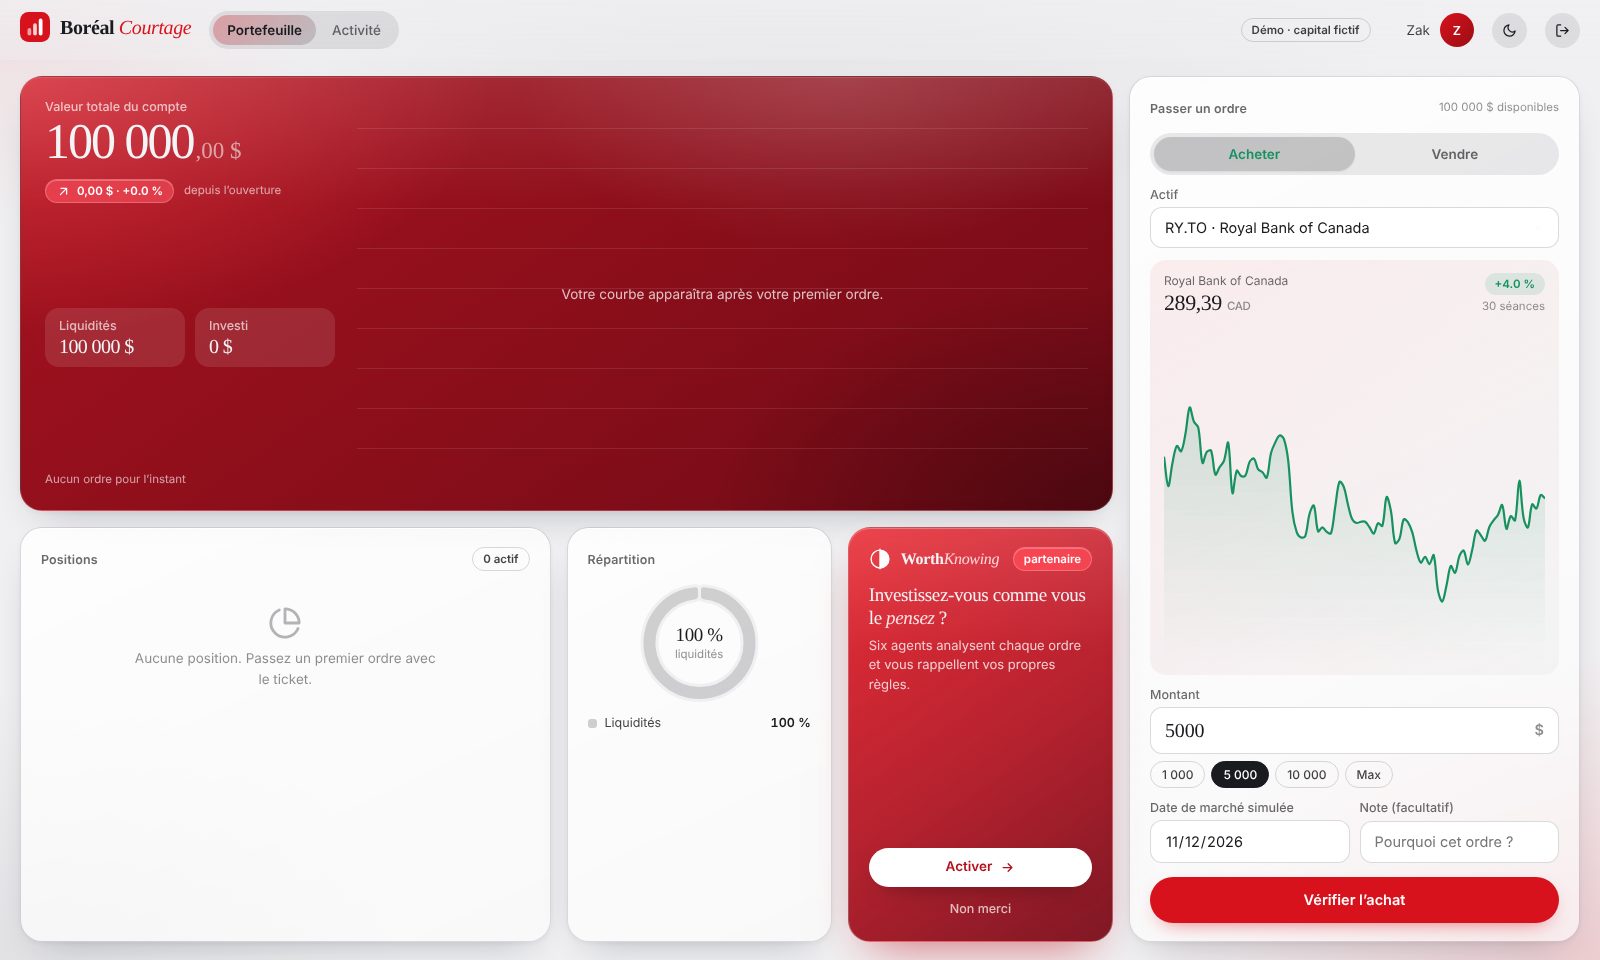 Boréal Courtage
Portefeuille
Activité
Démo · capital fictif
Zak
Z
Valeur totale du compte
100 000,00 $
0,00 $ · +0.0 %
depuis l’ouverture
Votre courbe apparaîtra après votre premier ordre.
Liquidités
100 000 $
Investi
0 $
Aucun ordre pour l’instant
Passer un ordre
100 000 $ disponibles
Acheter
Vendre
Actif
RY.TO · Royal Bank of Canada
Royal Bank of Canada
+4.0 %
289,39 CAD
30 séances
Montant
5000
$
1 000
5 000
10 000
Max
Date de marché simulée
Note (facultatif)
11/12/2026
Pourquoi cet ordre ?
Vérifier l’achat
Positions
0 actif
Aucune position. Passez un premier ordre avec
le ticket.
Répartition
100 %
liquidités
Liquidités
100 %
WorthKnowing
partenaire
Investissez-vous comme vous
le pensez ?
Six agents analysent chaque ordre
et vous rappellent vos propres
règles.
Activer →
Non merci